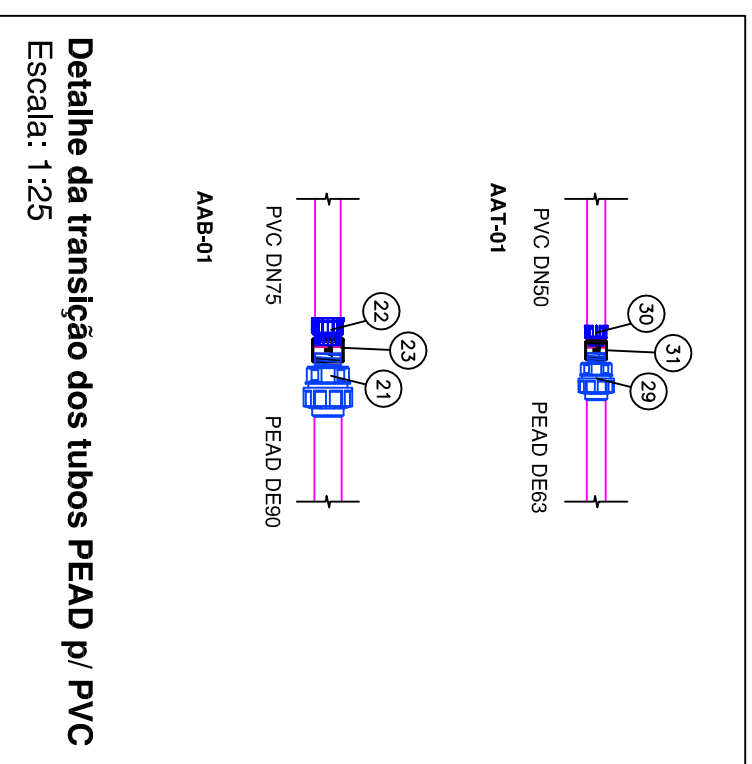 30
31
29
PVC DN50
PEAD DE63
AAT-01
22
23
21
PVC DN75
PEAD DE90
AAB-01
Detalhe da transição dos tubos PEAD p/ PVC
Escala: 1:25